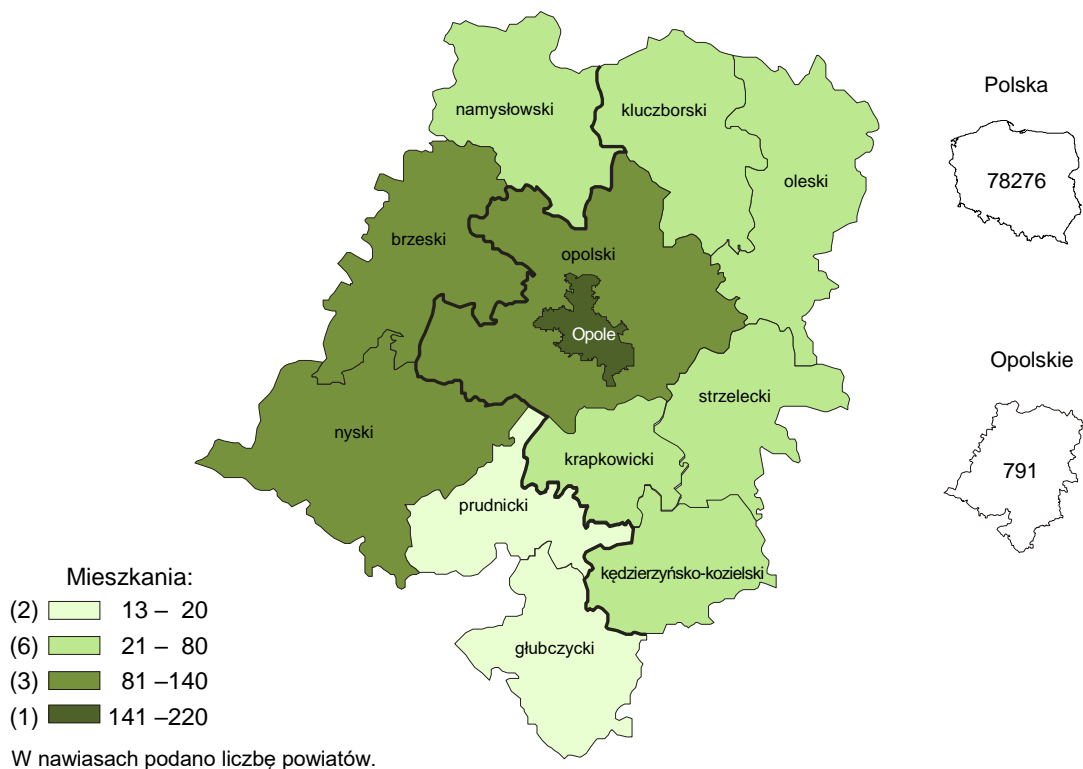 namysłowski
kluczborski
oleski
brzeski
opolski
Opole
strzelecki
nyski
krapkowicki
prudnicki
kędzierzyńsko-kozielski
głubczycki
Polska
78276
Opolskie
791
Mieszkania:
(2) 13 – 20
(6) 21 – 80
(3) 81 –140
(1) 141 –220
W nawiasach podano liczbę powiatów.